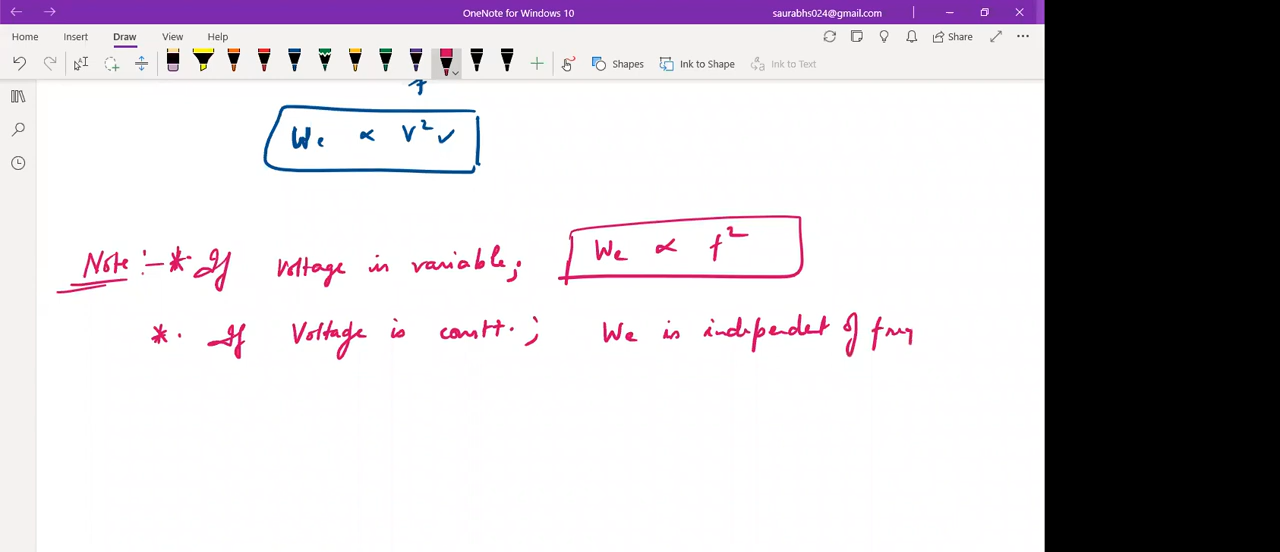 OneNote for Windows 10
saurabhs024@gmail.com
Home Insert Draw View Help
Share
Shapes Ink to Shape Ink to Text
f
We ∝ V² ✓
Note :- * If Voltage is variable; We ∝ f²
* If Voltage is constt. ; We is independent of freq